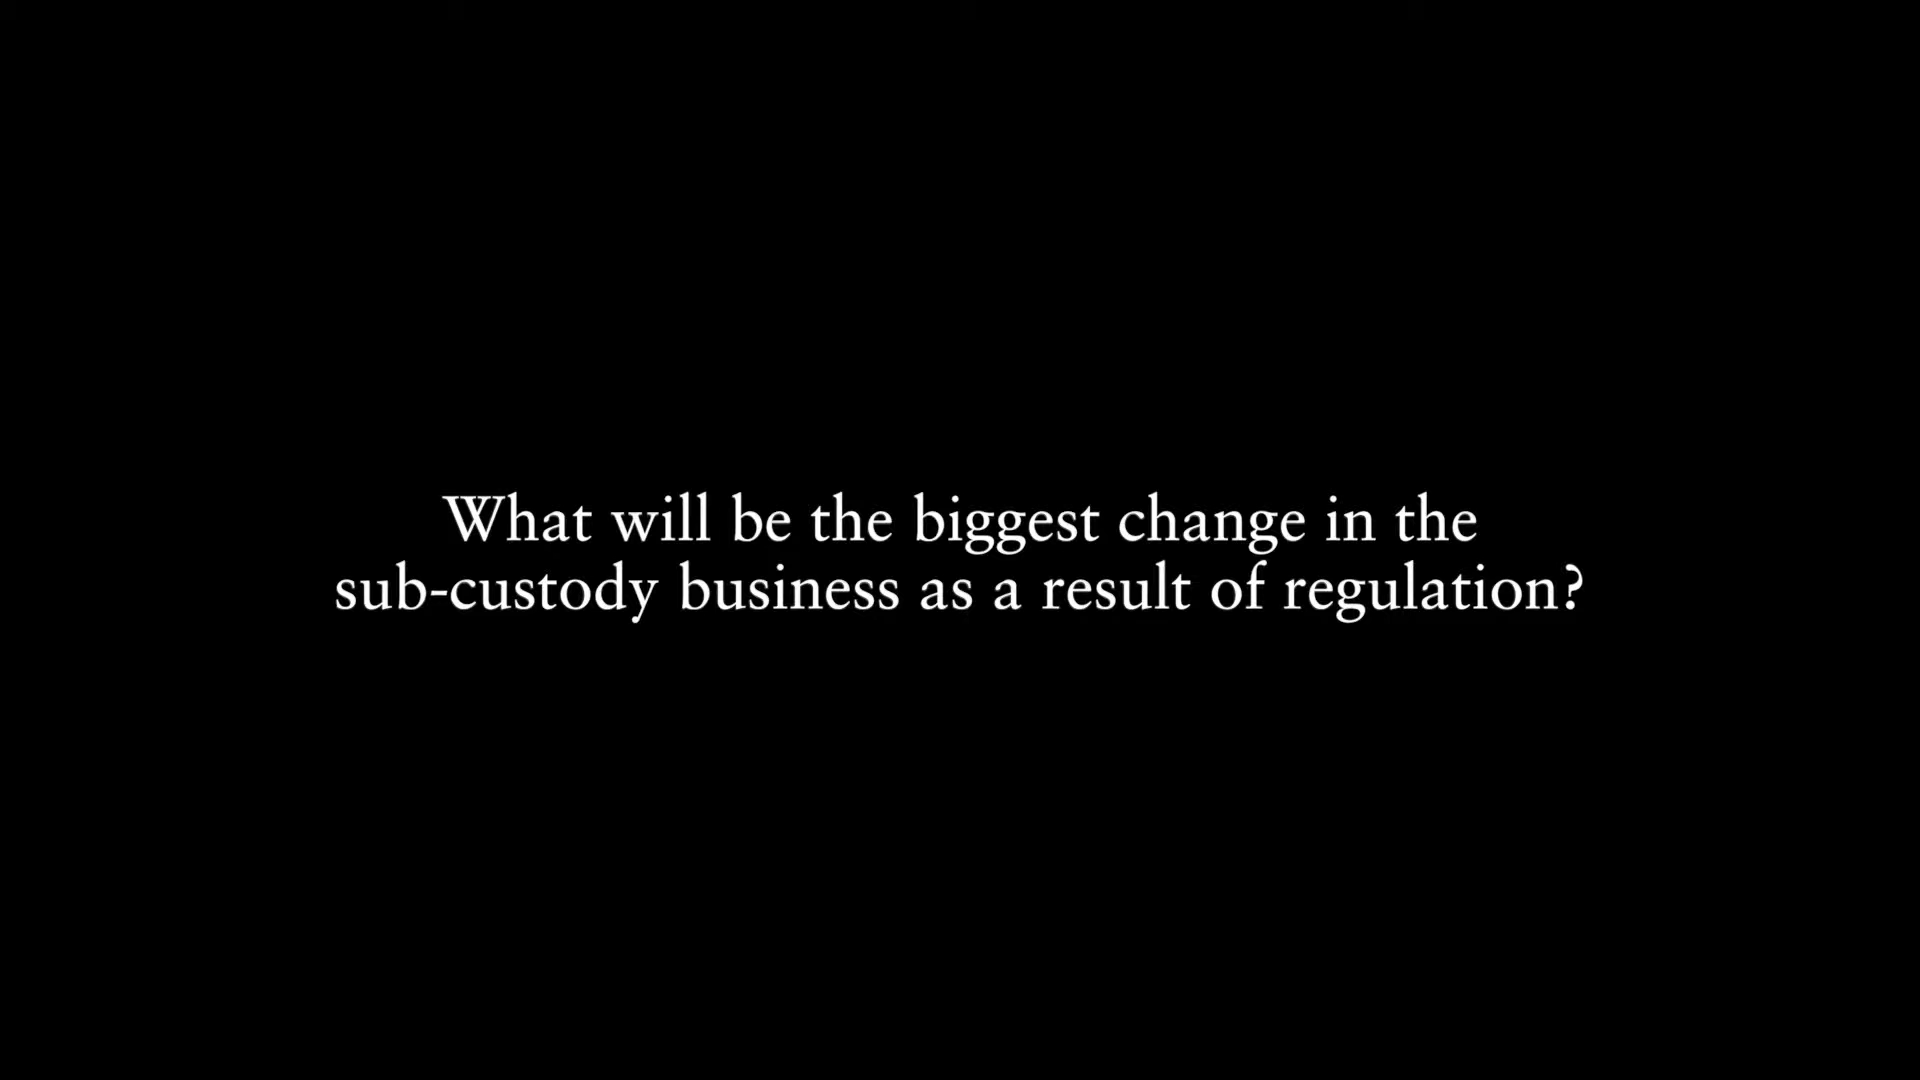 What will be the biggest change in the
sub-custody business as a result of regulation?